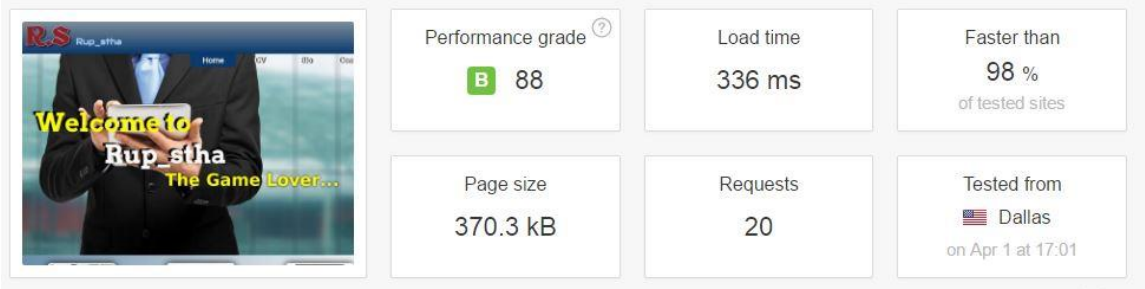 R.S Rup_stha
Home CV Bio
Welcome to
Rup_stha
The Game Lover...
Performance grade ?
B 88
Load time
336 ms
Faster than
98 %
of tested sites
Page size
370.3 kB
Requests
20
Tested from
Dallas
on Apr 1 at 17:01